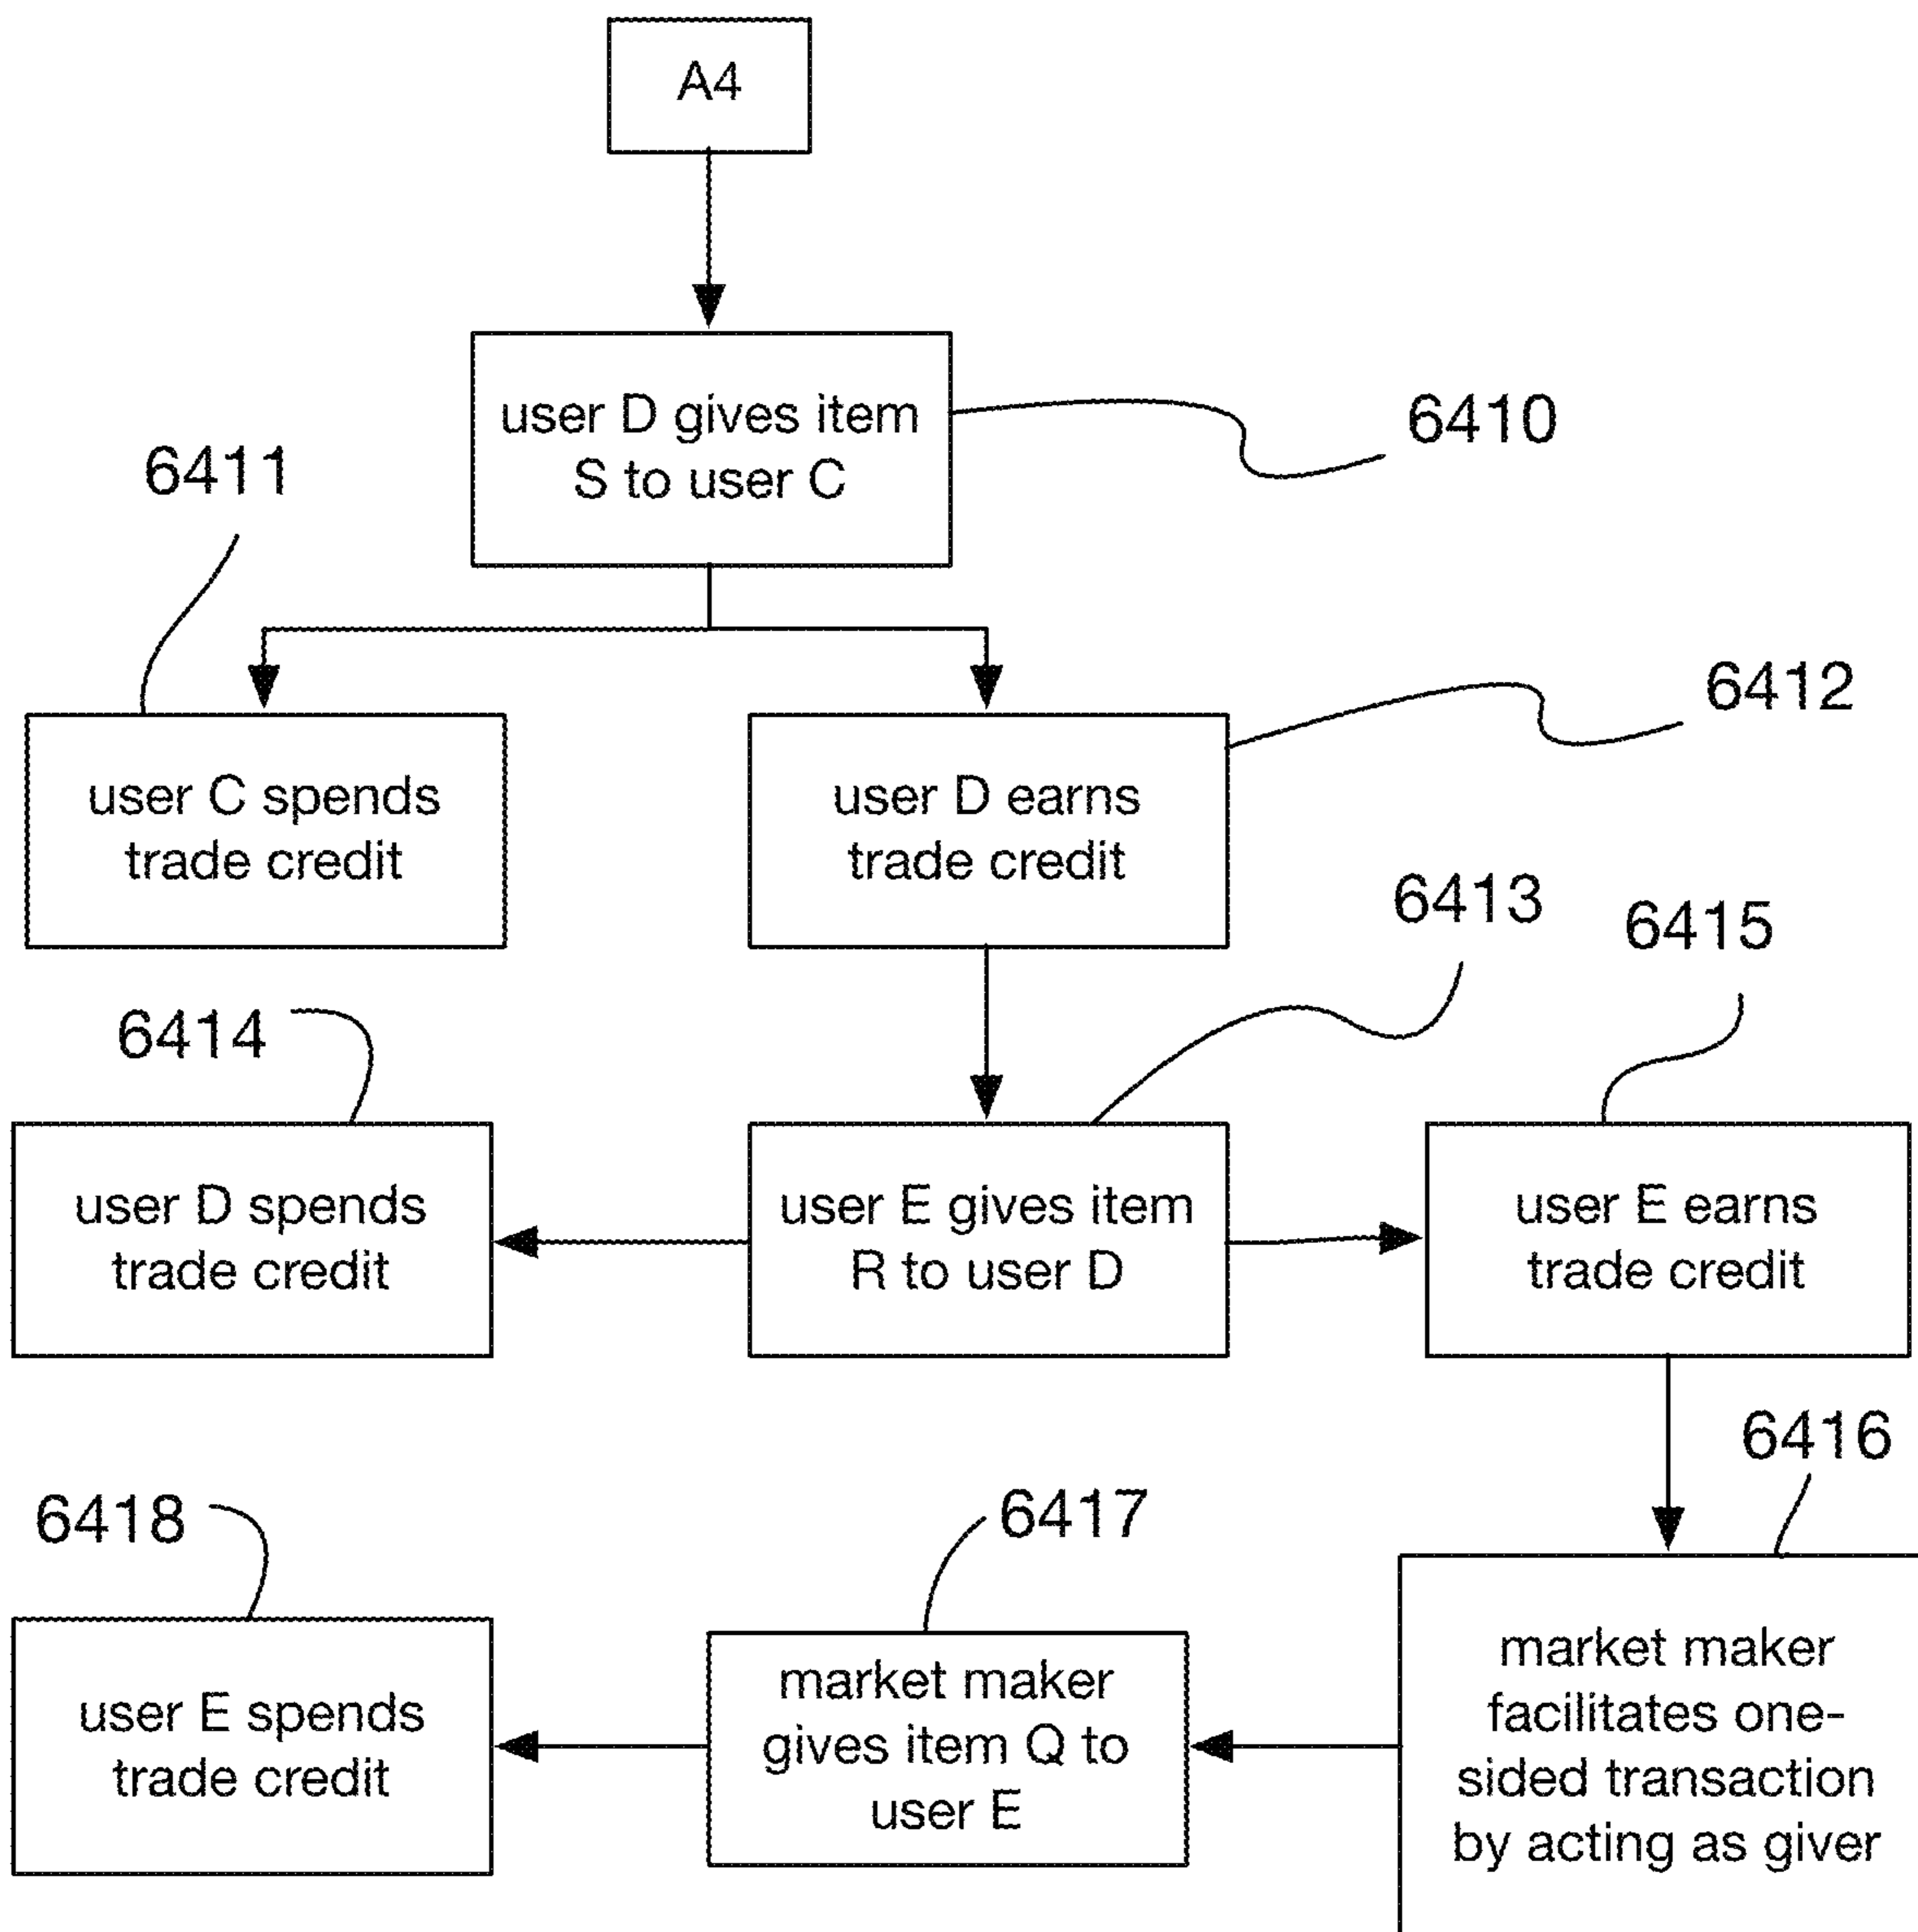 A4
user D gives item
S to user C
6410
6411
6412
user C spends
trade credit
user D earns
trade credit
6413
6415
6414
user D spends
trade credit
user E gives item
R to user D
user E earns
trade credit
6416
6418
6417
user E spends
trade credit
market maker
gives item Q to
user E
market maker
facilitates one-
sided transaction
by acting as giver